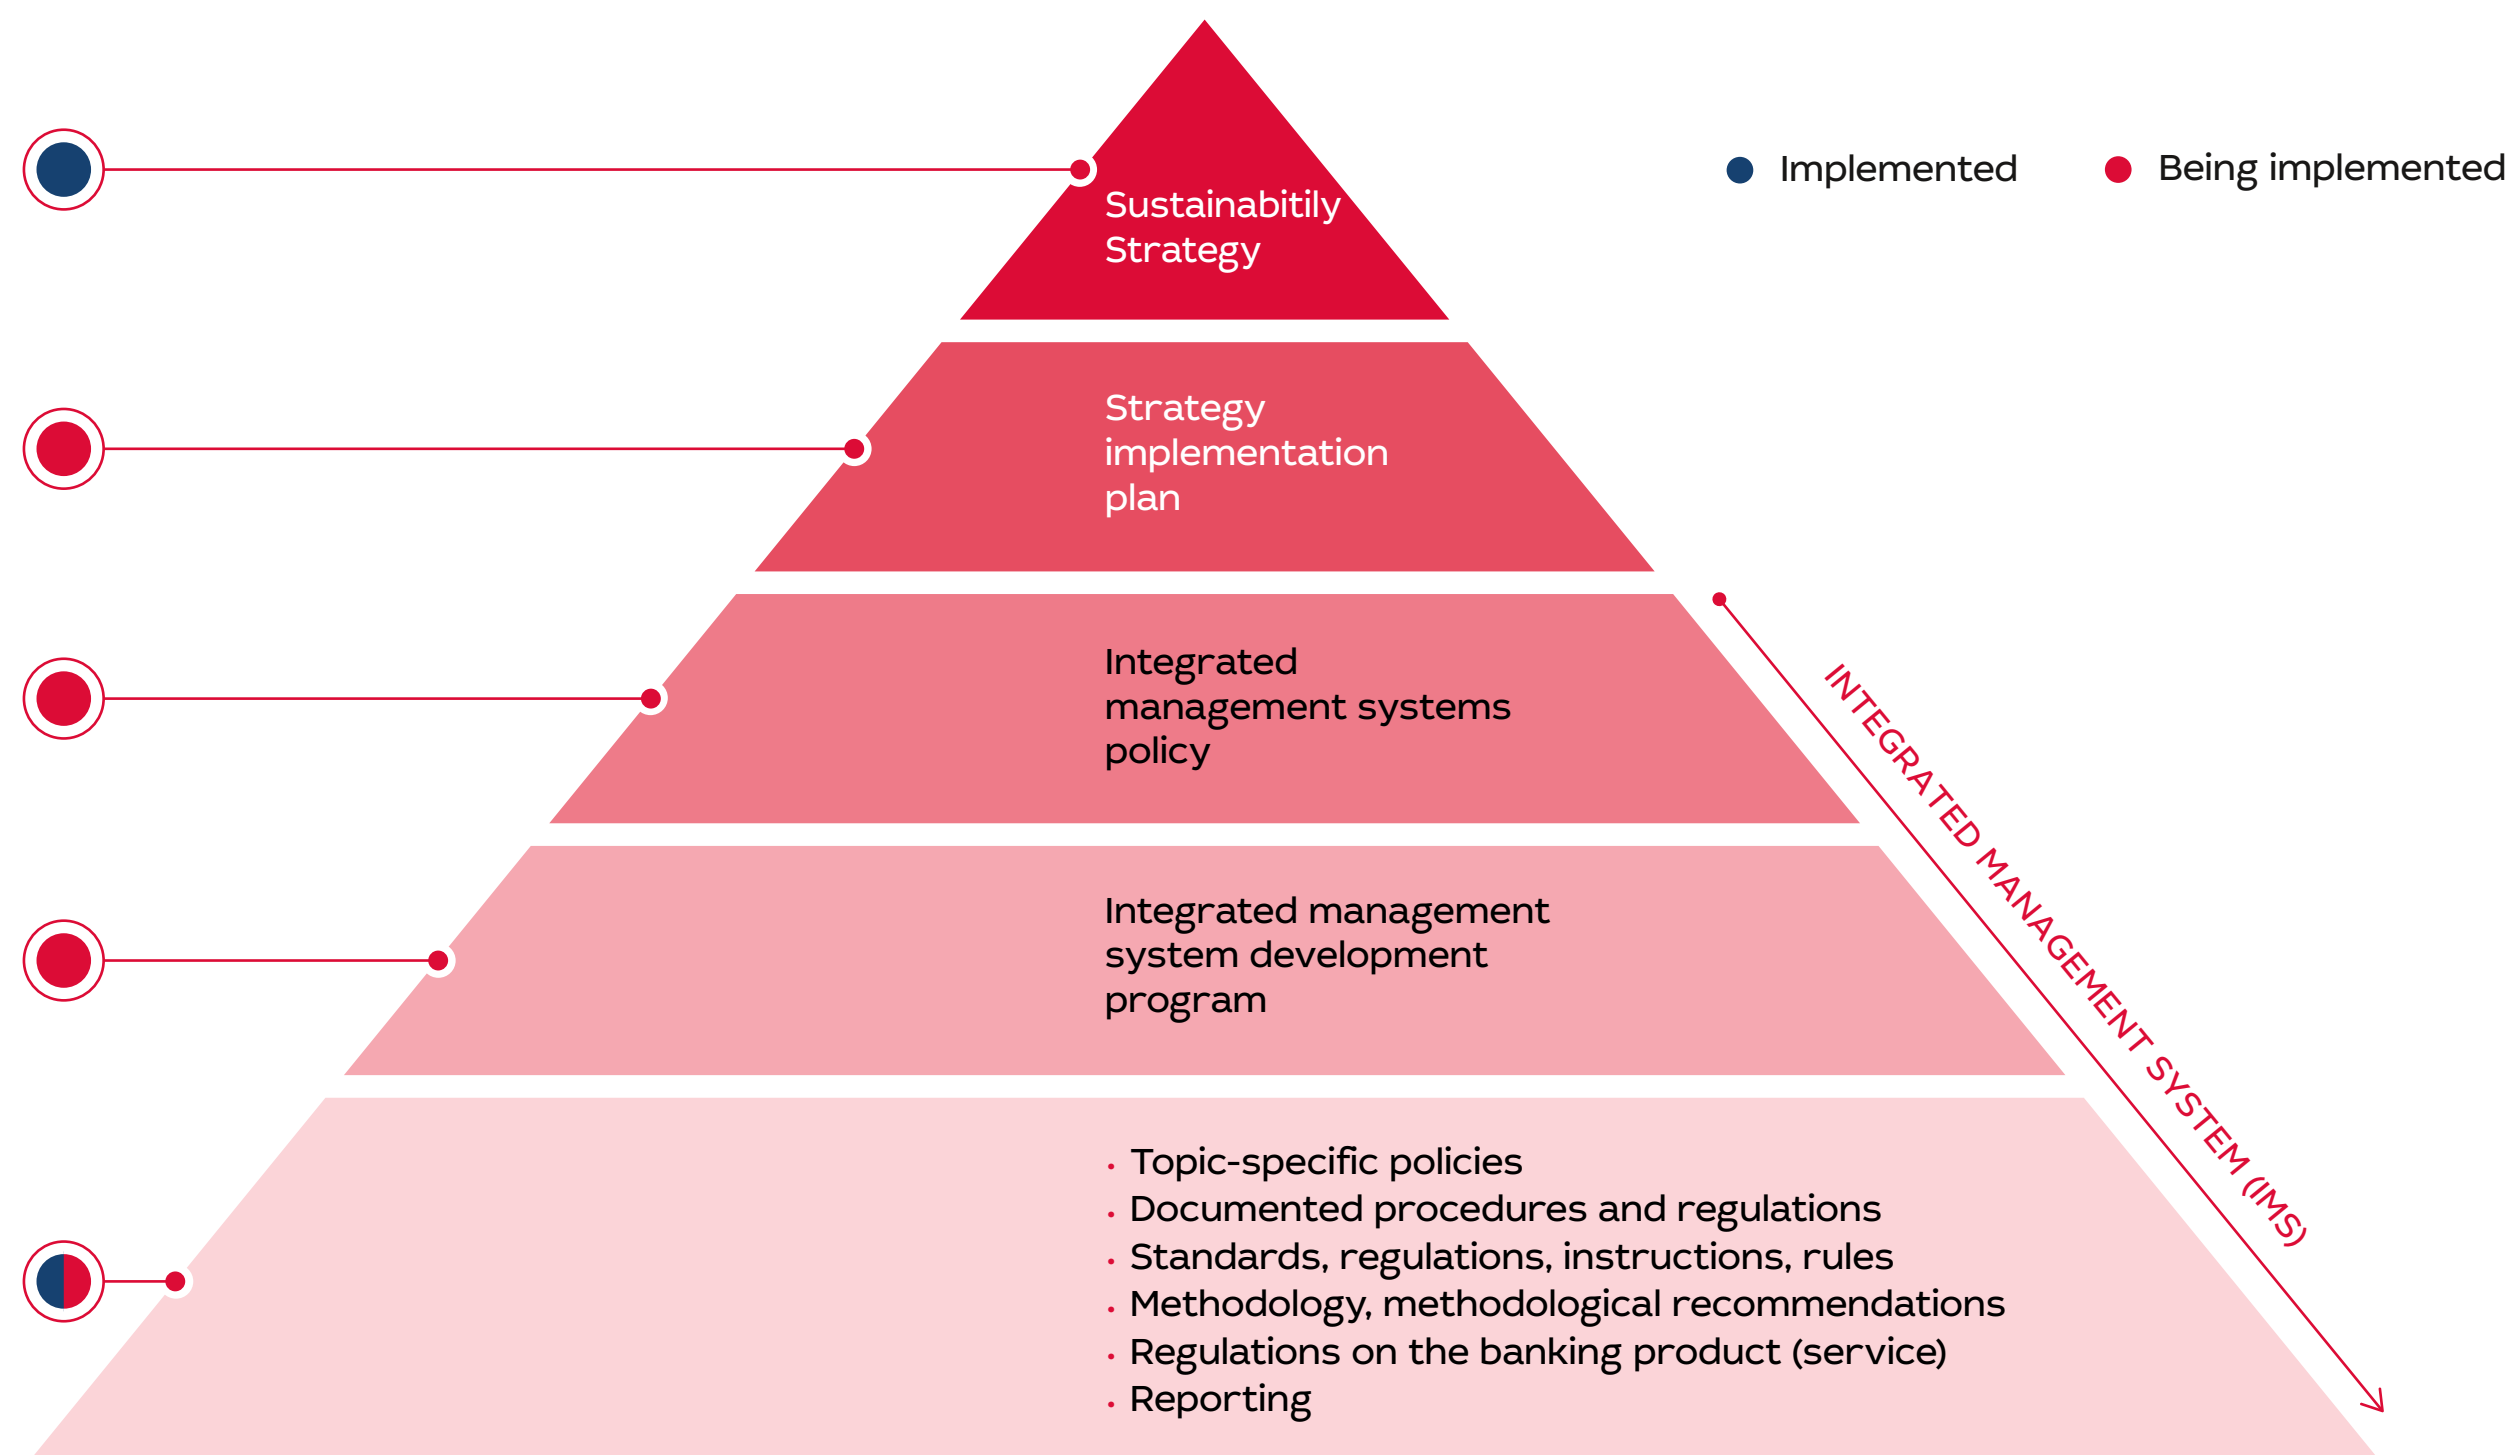 Implemented
Being implemented
Sustainabitily
Strategy
Strategy
implementation
plan
Integrated
management systems
policy
Integrated management
system development
program
INTEGRATED MANAGEMENT SYSTEM (IMS)
• Topic-specific policies
• Documented procedures and regulations
• Standards, regulations, instructions, rules
• Methodology, methodological recommendations
• Regulations on the banking product (service)
• Reporting